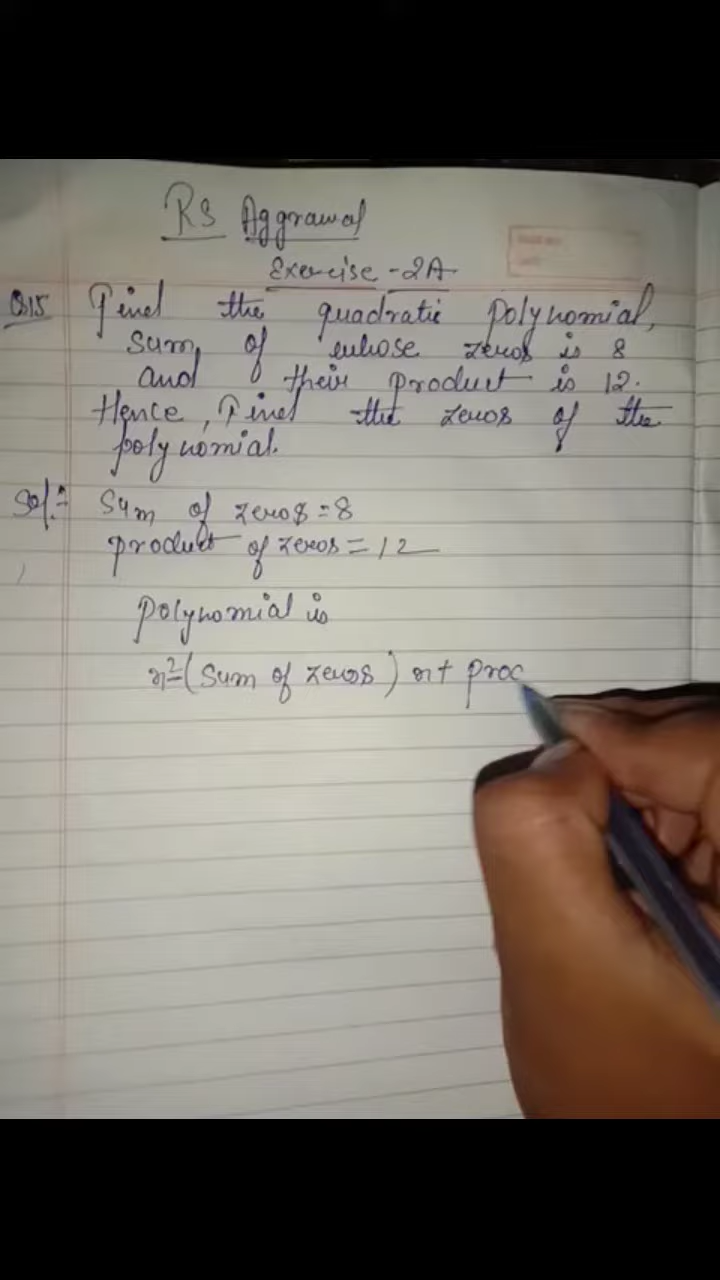 RS Aggrawal
Exercise - 2A
Q15 Find the quadratic polynomial,
sum of whose zeros is 8
and their product is 12.
Hence, Find the zeros of the
polynomial.
Sol:- Sum of zeros = 8
product of zeros = 12
polynomial is
x²-(Sum of zeros) x + proc